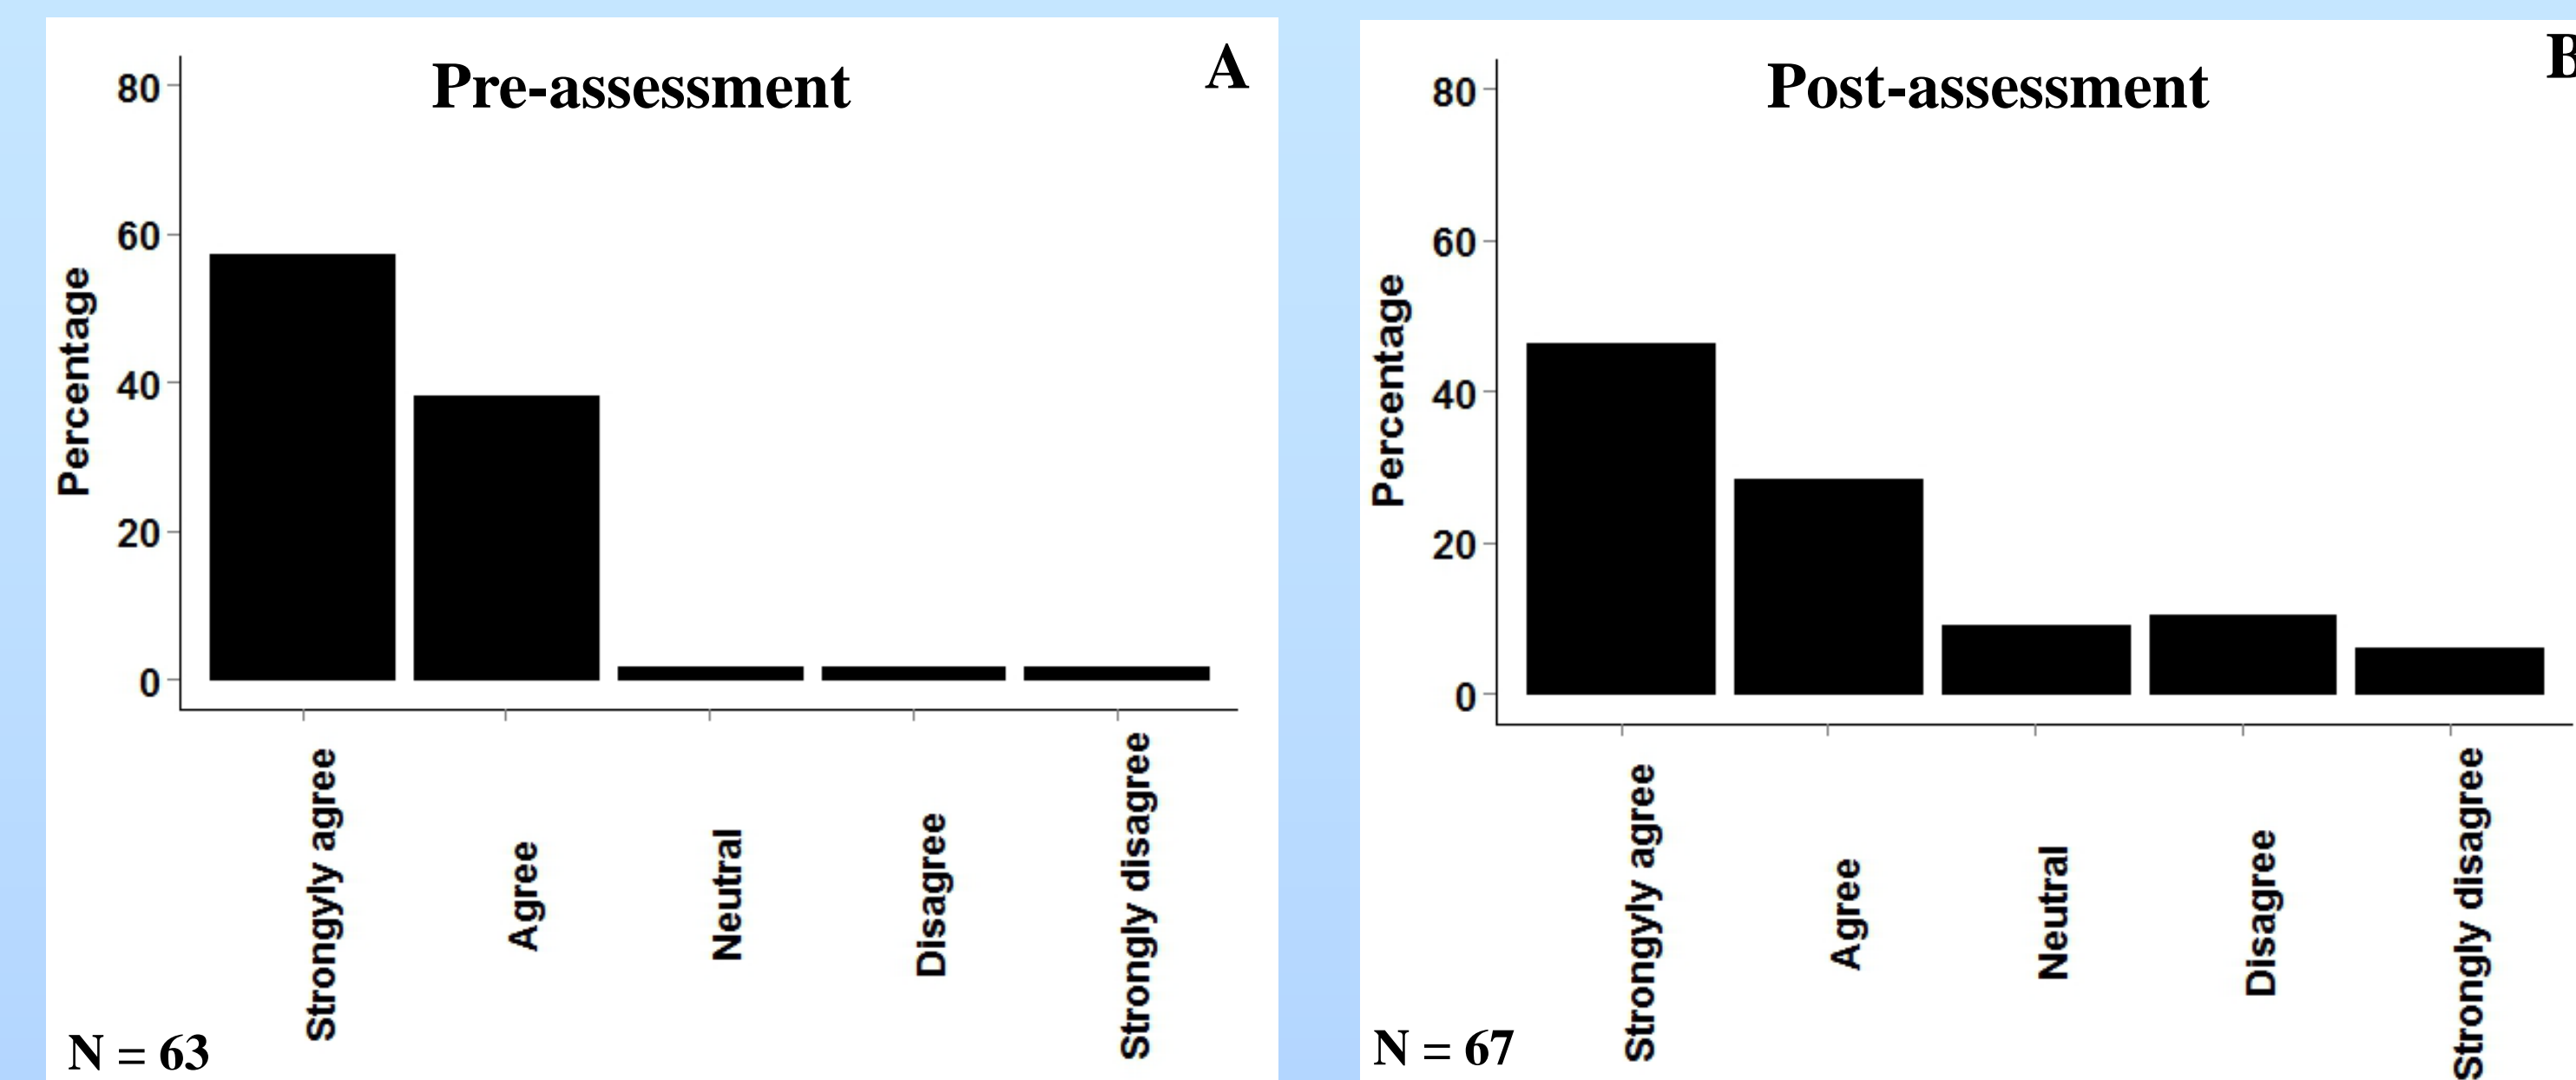 A
Pre-assessment
80
60
40
20
0
Percentage
Strongyly agree
Agree
Neutral
Disagree
Strongly disagree
N = 63
B
Post-assessment
80
60
40
20
0
Percentage
Strongyly agree
Agree
Neutral
Disagree
Strongly disagree
N = 67